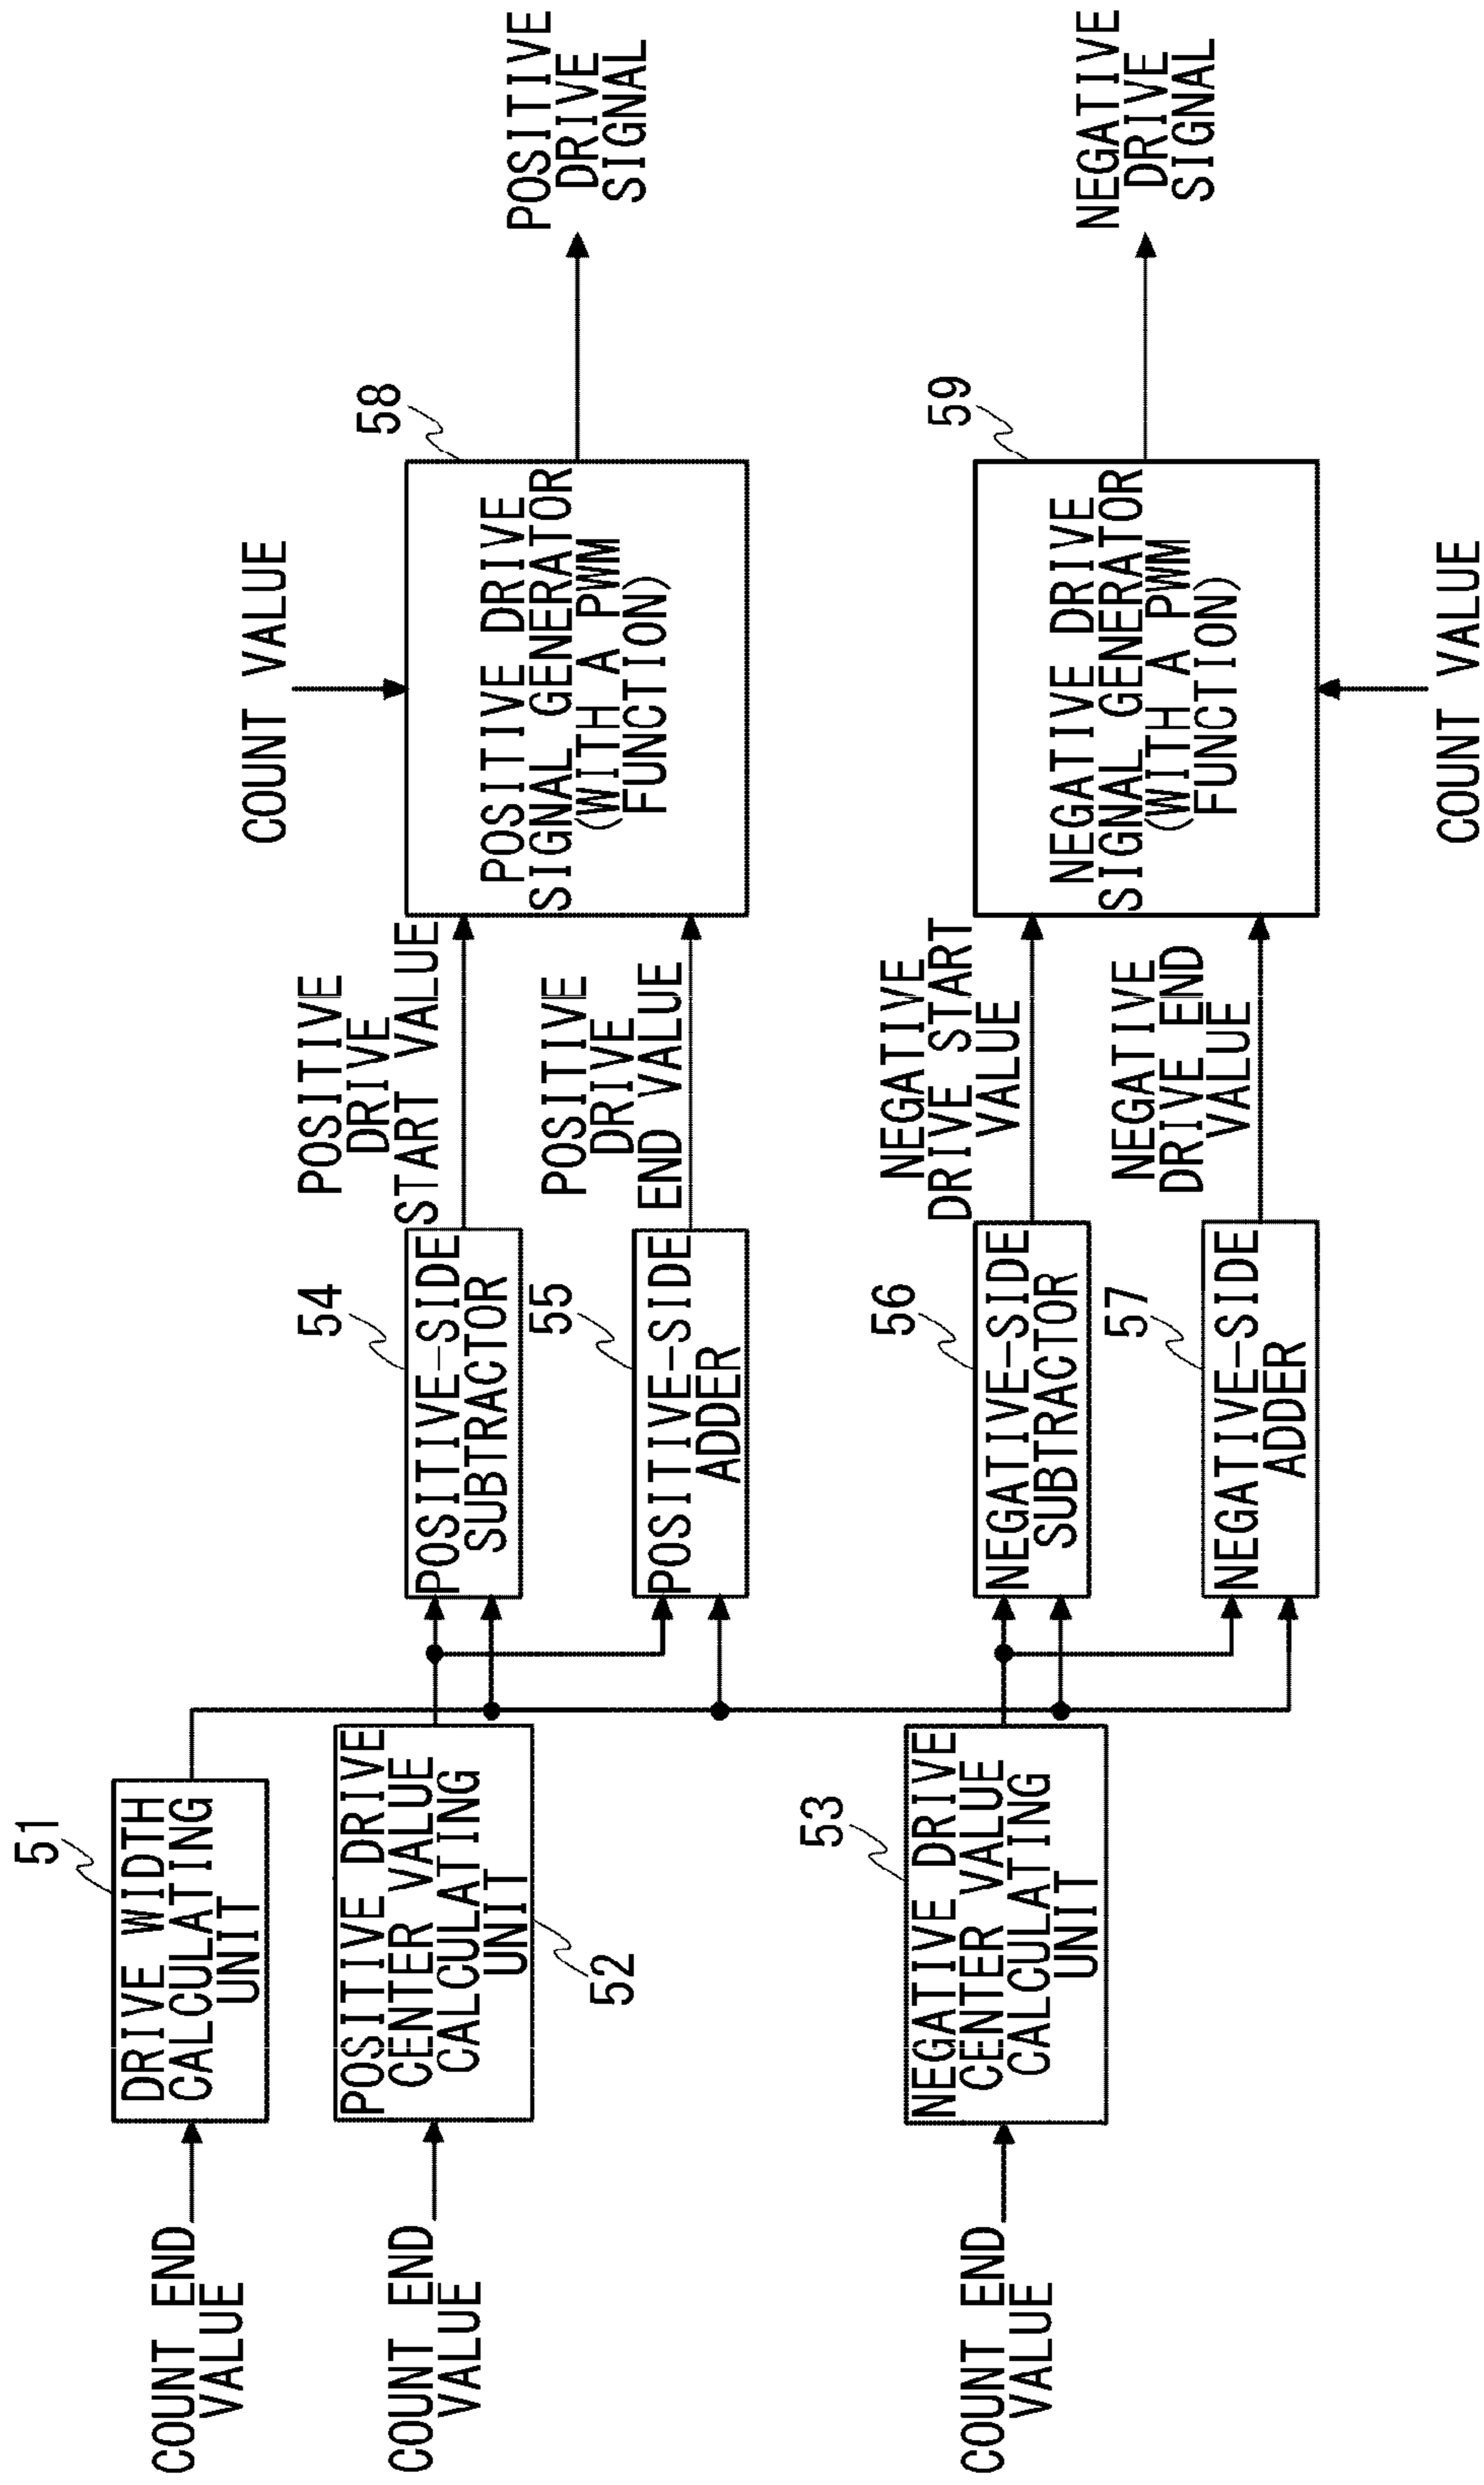 COUNT END
VALUE
51
DRIVE WIDTH
CALCULATING
UNIT
COUNT END
VALUE
POSITIVE DRIVE
CENTER VALUE
CALCULATING
UNIT
52
COUNT END
VALUE
53
NEGATIVE DRIVE
CENTER VALUE
CALCULATING
UNIT
54
POSITIVE-SIDE
SUBTRACTOR
55
POSITIVE-SIDE
ADDER
56
NEGATIVE-SIDE
SUBTRACTOR
57
NEGATIVE-SIDE
ADDER
POSITIVE
DRIVE
START VALUE
POSITIVE
DRIVE
END VALUE
NEGATIVE
DRIVE START
VALUE
NEGATIVE
DRIVE END
VALUE
COUNT VALUE
58
POSITIVE DRIVE
SIGNAL GENERATOR
(WITH A PWM
FUNCTION)
59
NEGATIVE DRIVE
SIGNAL GENERATOR
(WITH A PWM
FUNCTION)
COUNT VALUE
POSITIVE
DRIVE
SIGNAL
NEGATIVE
DRIVE
SIGNAL